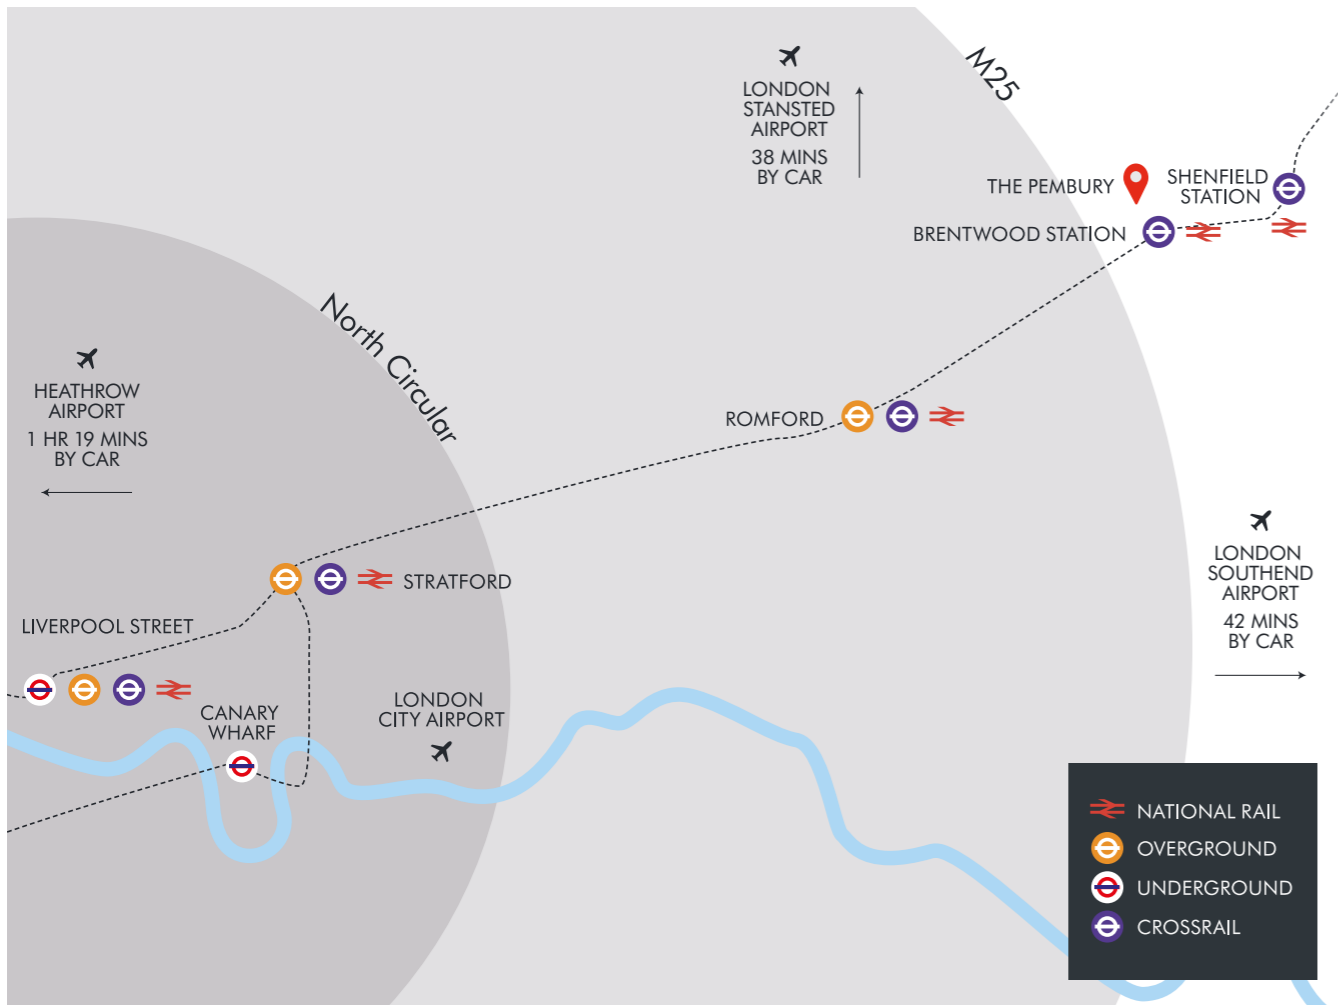 M25
LONDON
STANSTED
AIRPORT
38 MINS
BY CAR
THE PEMBURY
SHENFIELD
STATION
BRENTWOOD STATION
North Circular
HEATHROW
AIRPORT
1 HR 19 MINS
BY CAR
ROMFORD
LONDON
SOUTHEND
AIRPORT
42 MINS
BY CAR
STRATFORD
LIVERPOOL STREET
CANARY
WHARF
LONDON
CITY AIRPORT
NATIONAL RAIL
OVERGROUND
UNDERGROUND
CROSSRAIL